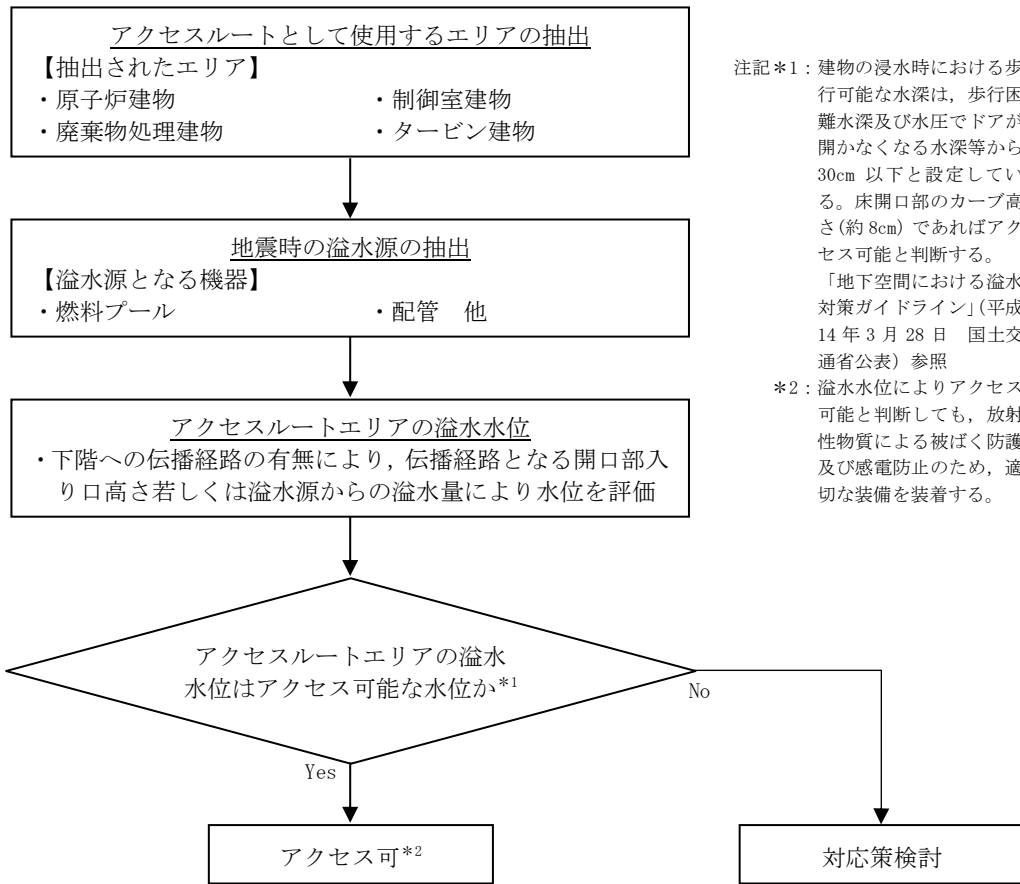 アクセスルートとして使用するエリアの抽出
【抽出されたエリア】
・原子炉建物 ・制御室建物
・廃棄物処理建物 ・タービン建物
地震時の溢水源の抽出
【溢水源となる機器】
・燃料プール ・配管　他
アクセスルートエリアの溢水水位
・下階への伝播経路の有無により，伝播経路となる開口部入
り口高さ若しくは溢水源からの溢水量により水位を評価
アクセスルートエリアの溢水
水位はアクセス可能な水位か*1
No
Yes
アクセス可*2
対応策検討
注記＊1：建物の浸水時における歩
行可能な水深は，歩行困
難水深及び水圧でドアが
開かなくなる水深等から
30cm 以下と設定してい
る。床開口部のカーブ高
さ(約 8cm) であればアク
セス可能と判断する。
「地下空間における溢水
対策ガイドライン」(平成
14 年 3 月 28 日　国土交
通省公表）参照
＊2：溢水水位によりアクセス
可能と判断しても，放射
性物質による被ばく防護
及び感電防止のため，適
切な装備を装着する。